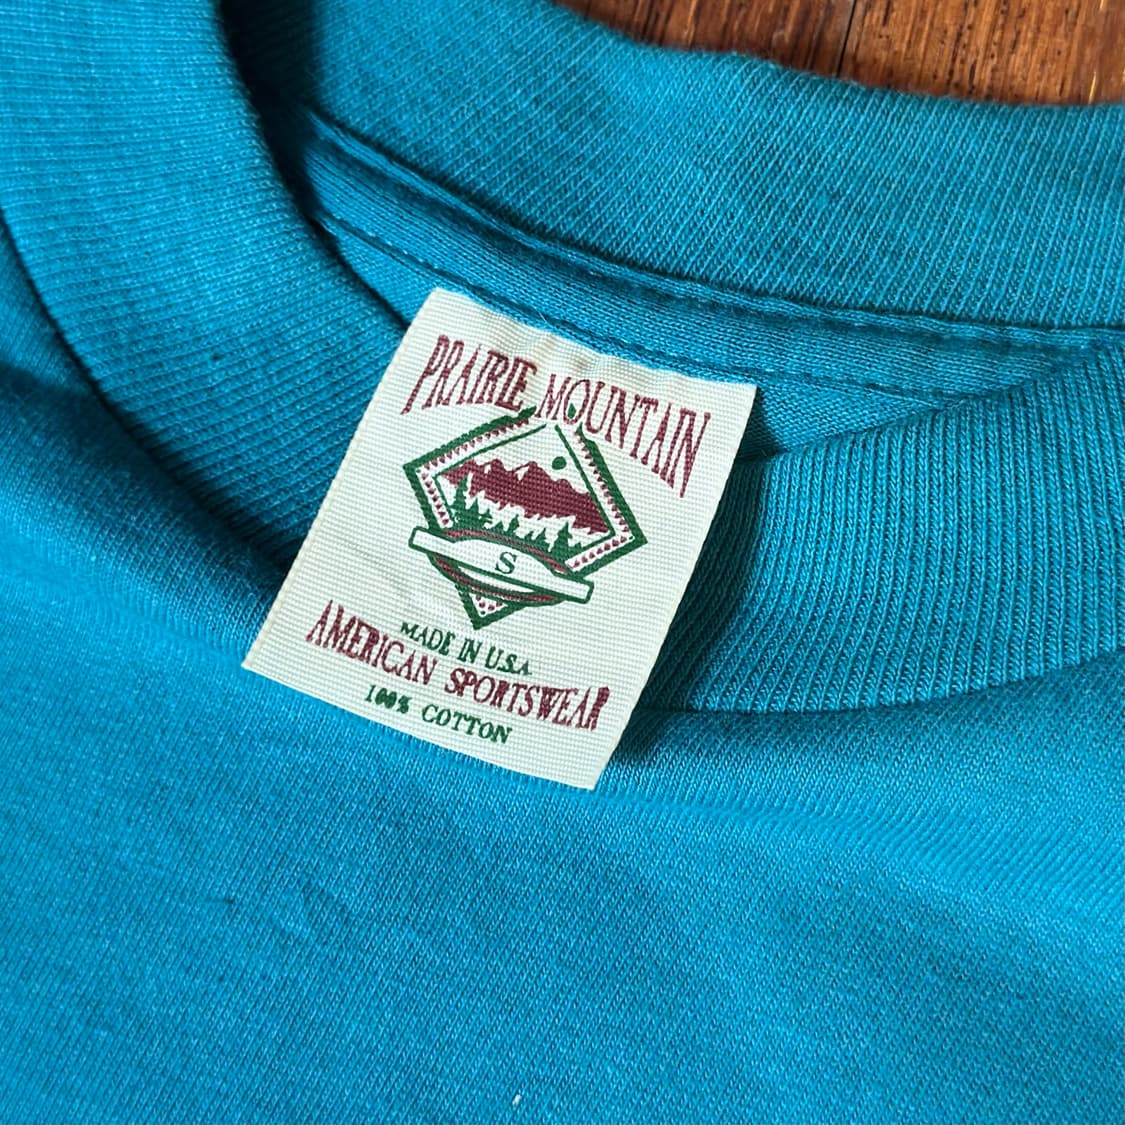 PRAIRIE MOUNTAIN
S
MADE IN U.S.A.
AMERICAN SPORTSWEAR
100% COTTON